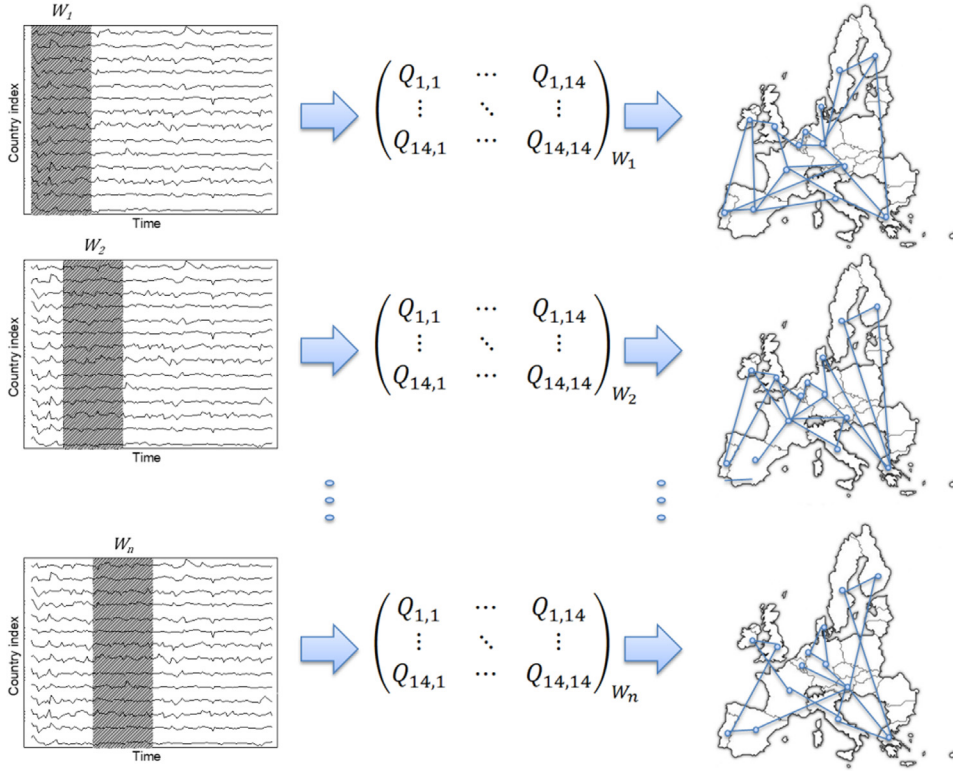 W₁
Country index
Time
Q₁,₁ ⋯ Q₁,₁₄
⋮ ⋱ ⋮
Q₁₄,₁ ⋯ Q₁₄,₁₄
W₁
W₂
Country index
Time
Q₁,₁ ⋯ Q₁,₁₄
⋮ ⋱ ⋮
Q₁₄,₁ ⋯ Q₁₄,₁₄
W₂
Wₙ
Country index
Time
Q₁,₁ ⋯ Q₁,₁₄
⋮ ⋱ ⋮
Q₁₄,₁ ⋯ Q₁₄,₁₄
Wₙ